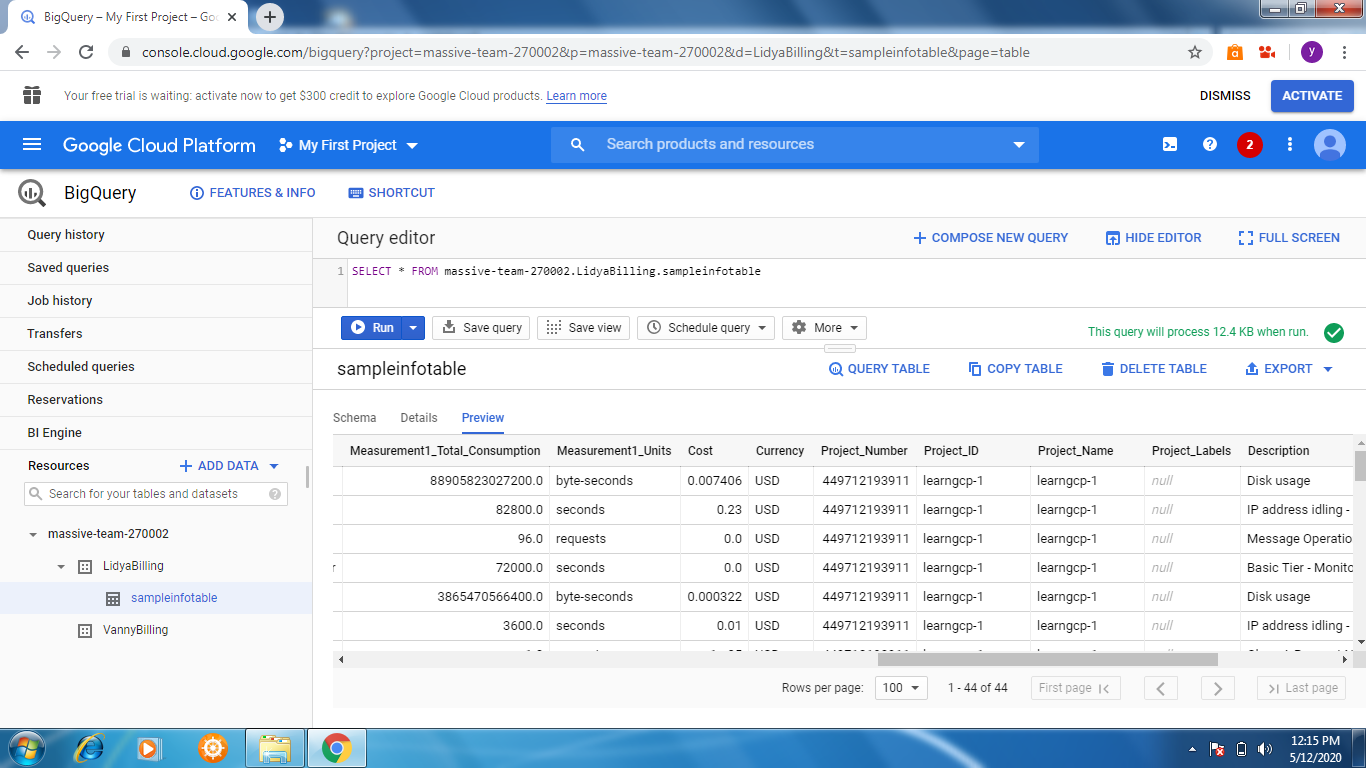 BigQuery – My First Project – Goo
console.cloud.google.com/bigquery?project=massive-team-270002&p=massive-team-270002&d=LidyaBilling&t=sampleinfotable&page=table
y
Your free trial is waiting: activate now to get $300 credit to explore Google Cloud products. Learn more
DISMISS
ACTIVATE
Google Cloud Platform
My First Project
Search products and resources
2
BigQuery
FEATURES & INFO
SHORTCUT
Query history
Saved queries
Job history
Transfers
Scheduled queries
Reservations
BI Engine
Resources
ADD DATA
Search for your tables and datasets
massive-team-270002
LidyaBilling
sampleinfotable
VannyBilling
Query editor
COMPOSE NEW QUERY
HIDE EDITOR
FULL SCREEN
1 SELECT * FROM massive-team-270002.LidyaBilling.sampleinfotable
Run
Save query
Save view
Schedule query
More
This query will process 12.4 KB when run.
sampleinfotable
QUERY TABLE
COPY TABLE
DELETE TABLE
EXPORT
Schema Details Preview
Measurement1_Total_Consumption Measurement1_Units Cost Currency Project_Number Project_ID Project_Name Project_Labels Description
88905823027200.0 byte-seconds 0.007406 USD 449712193911 learngcp-1 learngcp-1 null Disk usage
82800.0 seconds 0.23 USD 449712193911 learngcp-1 learngcp-1 null IP address idling -
96.0 requests 0.0 USD 449712193911 learngcp-1 learngcp-1 null Message Operatio
72000.0 seconds 0.0 USD 449712193911 learngcp-1 learngcp-1 null Basic Tier - Monito
3865470566400.0 byte-seconds 0.000322 USD 449712193911 learngcp-1 learngcp-1 null Disk usage
3600.0 seconds 0.01 USD 449712193911 learngcp-1 learngcp-1 null IP address idling -
Rows per page: 100 1 - 44 of 44 First page Last page
12:15 PM
5/12/2020